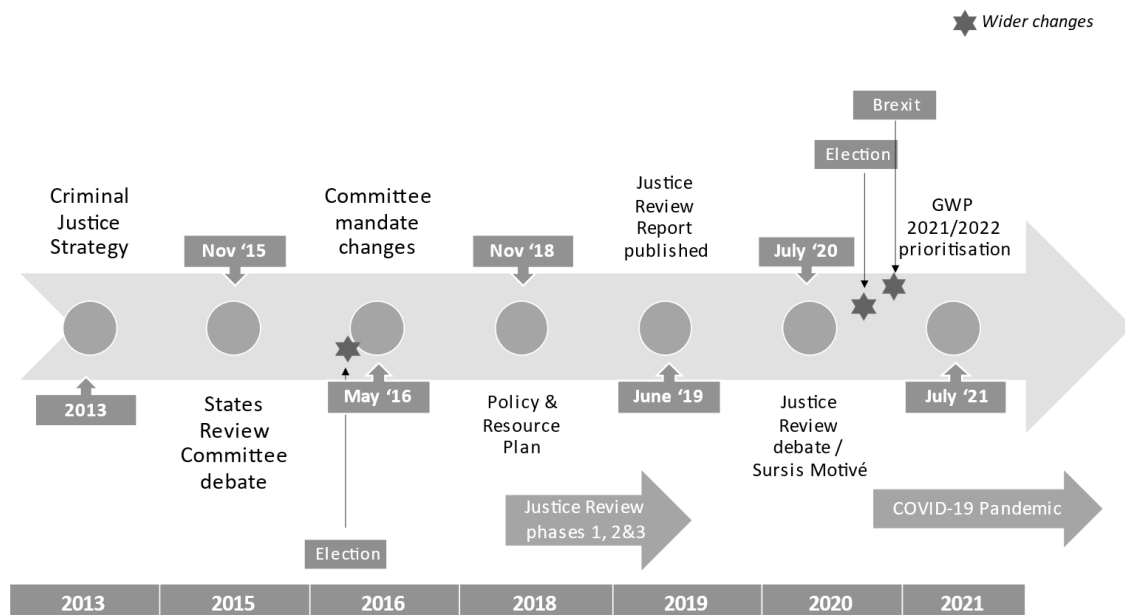 Wider changes
Brexit
Election
Criminal
Justice
Strategy
Nov ‘15
Committee
mandate
changes
Nov ‘18
Justice
Review
Report
published
July ‘20
GWP
2021/2022
prioritisation
2013
States
Review
Committee
debate
May ‘16
Policy &
Resource
Plan
June ‘19
Justice
Review
debate /
Sursis Motivé
July ‘21
Election
Justice Review
phases 1, 2&3
COVID-19 Pandemic
2013
2015
2016
2018
2019
2020
2021